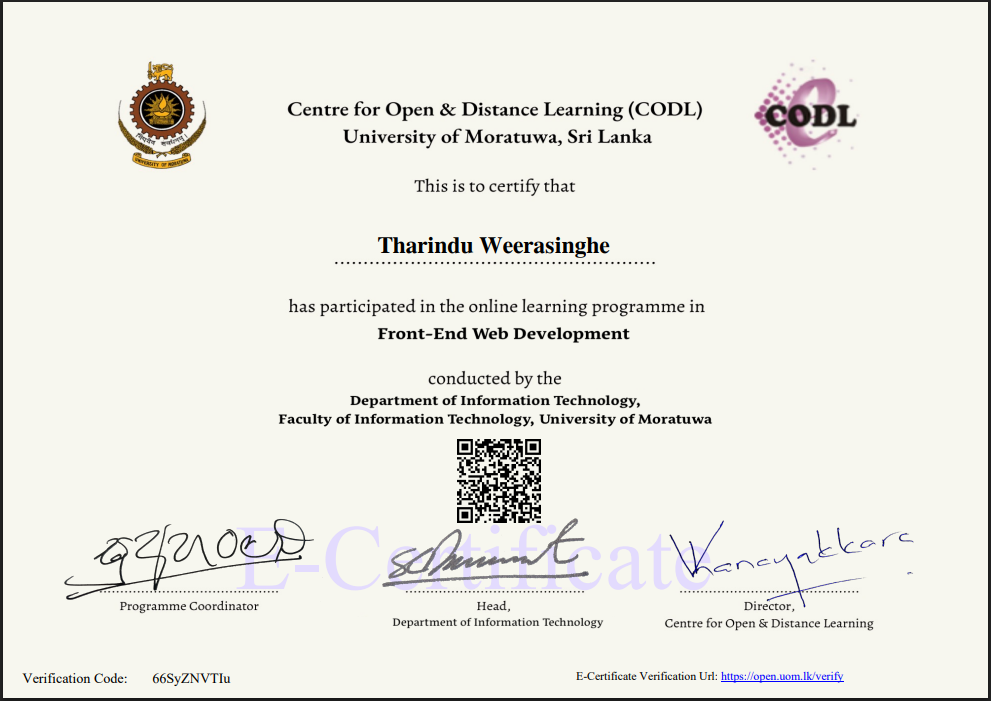 Centre for Open & Distance Learning (CODL)
University of Moratuwa, Sri Lanka
CODL
UNIVERSITY OF MORATUWA
This is to certify that
Tharindu Weerasinghe
has participated in the online learning programme in
Front-End Web Development
conducted by the
Department of Information Technology,
Faculty of Information Technology, University of Moratuwa
E-Certificate
Programme Coordinator
Head,
Department of Information Technology
Director,
Centre for Open & Distance Learning
Verification Code: 66SyZNVTIu
E-Certificate Verification Url: https://open.uom.lk/verify